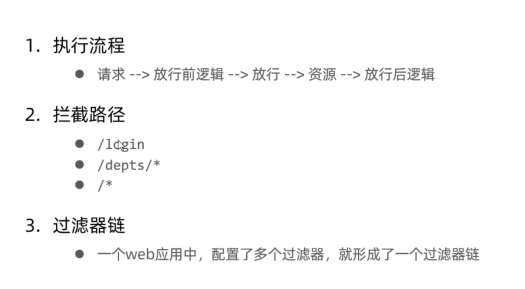 1. 执行流程
● 请求 --> 放行前逻辑 --> 放行 --> 资源 --> 放行后逻辑
2. 拦截路径
● /login
● /depts/*
● /*
3. 过滤器链
● 一个web应用中，配置了多个过滤器，就形成了一个过滤器链